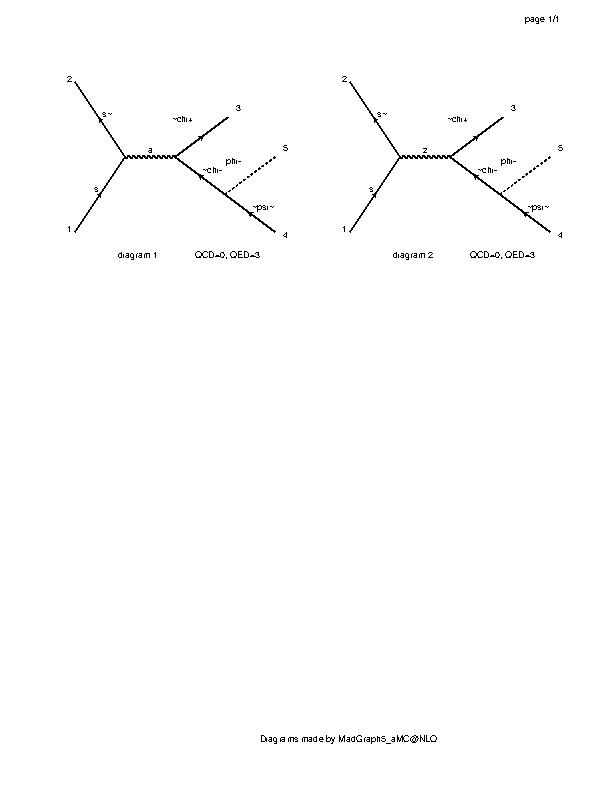 page 1/1
2
s~
s
1
a
~chi+
3
~chi-
phi-
5
~psi~
4
diagram 1 QCD=0, QED=3
2
s~
s
1
z
~chi+
3
~chi-
phi-
5
~psi~
4
diagram 2 QCD=0, QED=3
Diagrams made by MadGraph5_aMC@NLO